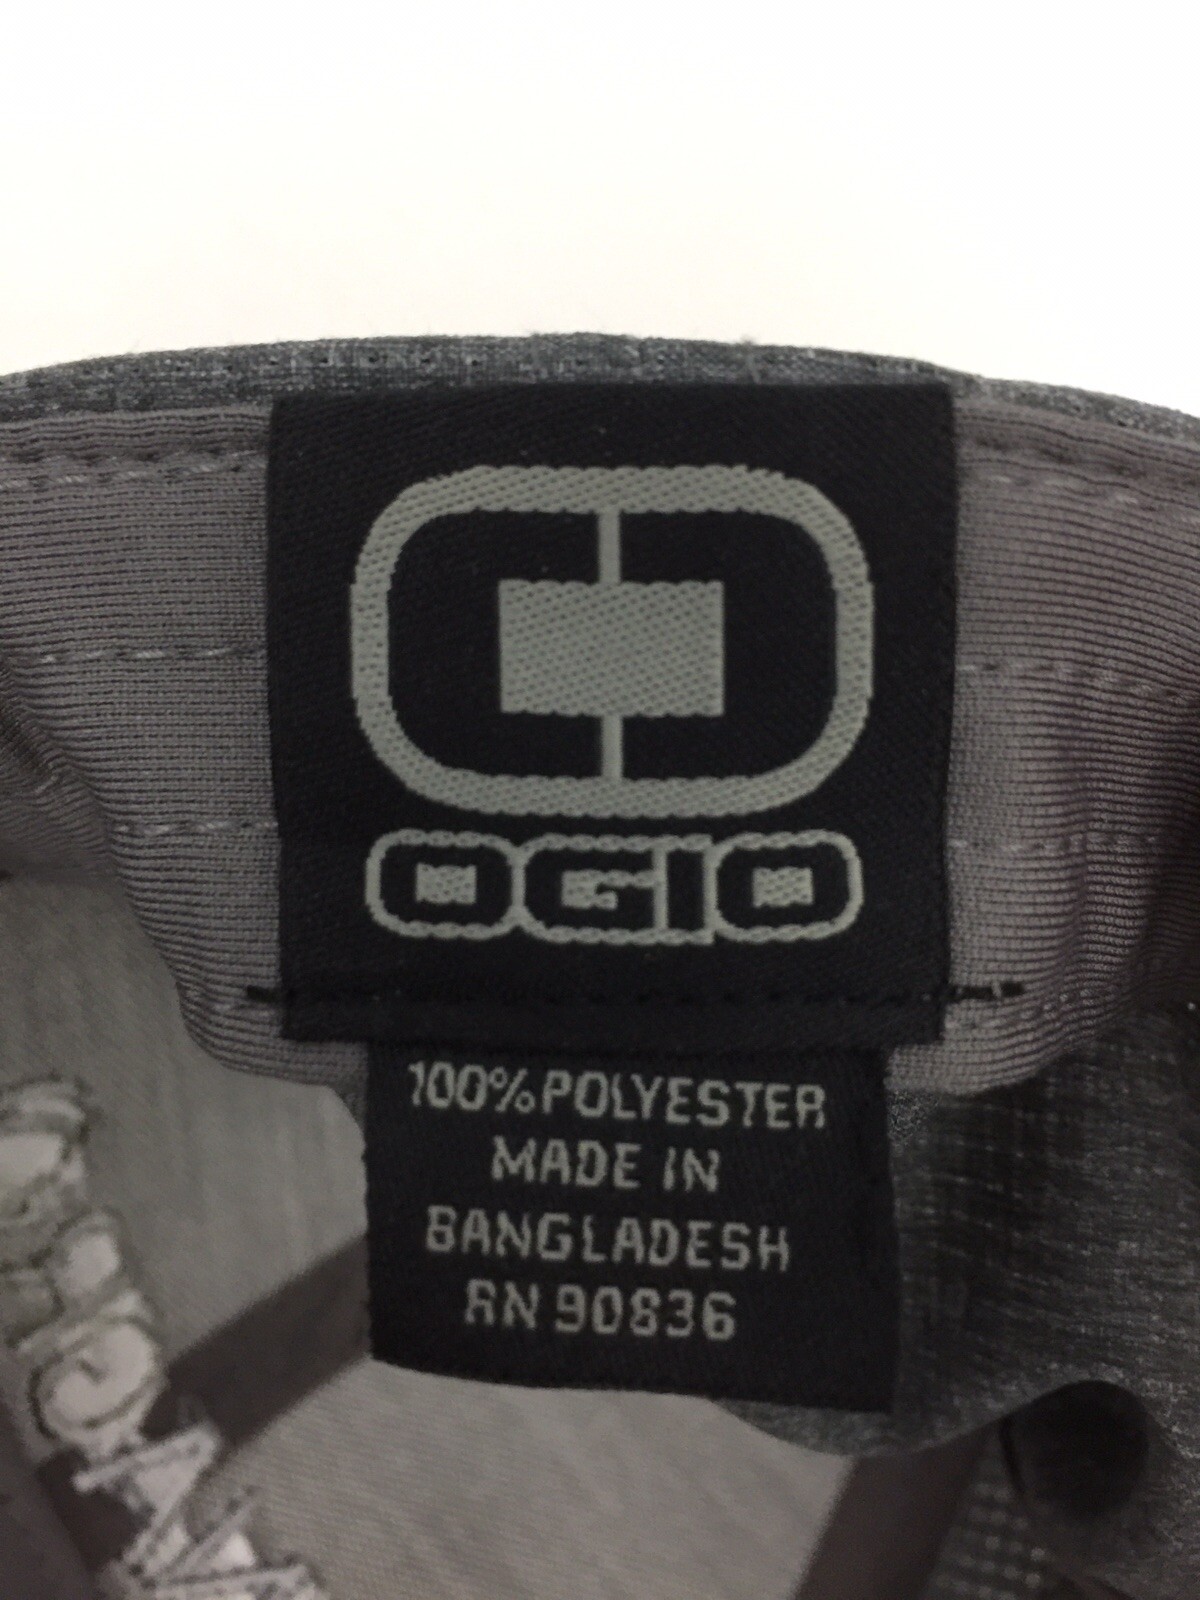 OGIO
100% POLYESTER
MADE IN
BANGLADESH
RN 90836